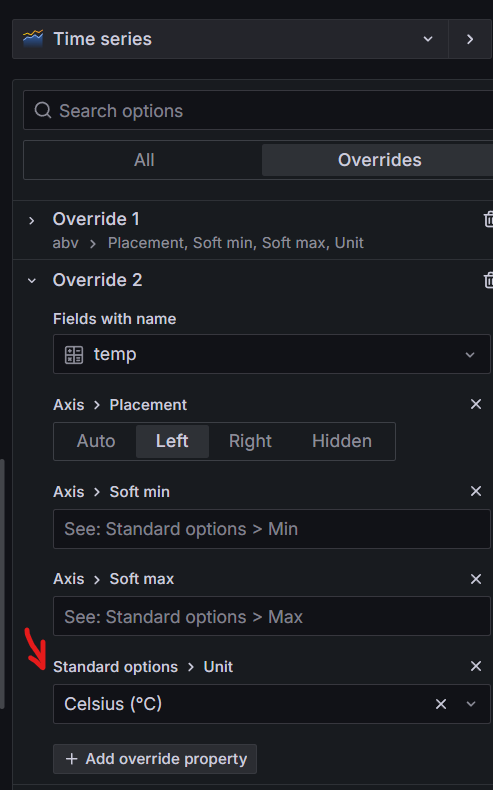 Time series
Search options
All Overrides
Override 1
abv > Placement, Soft min, Soft max, Unit
Override 2
Fields with name
temp
Axis > Placement
Auto Left Right Hidden
Axis > Soft min
See: Standard options > Min
Axis > Soft max
See: Standard options > Max
Standard options > Unit
Celsius (°C)
+ Add override property